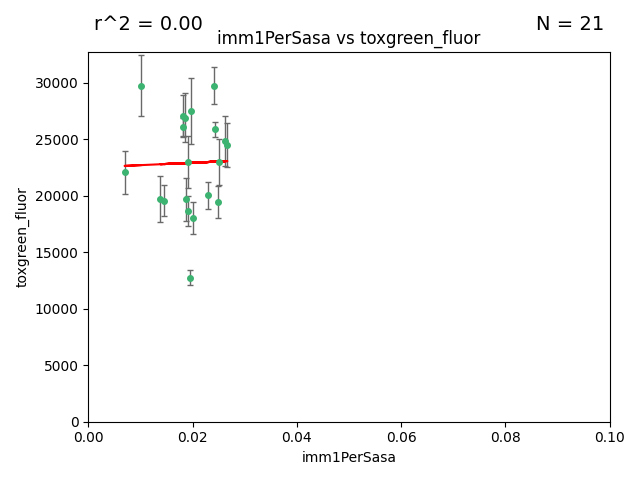 r^2 = 0.00
N = 21
imm1PerSasa vs toxgreen_fluor
30000
25000
20000
15000
10000
5000
0
toxgreen_fluor
0.00 0.02 0.04 0.06 0.08 0.10
imm1PerSasa